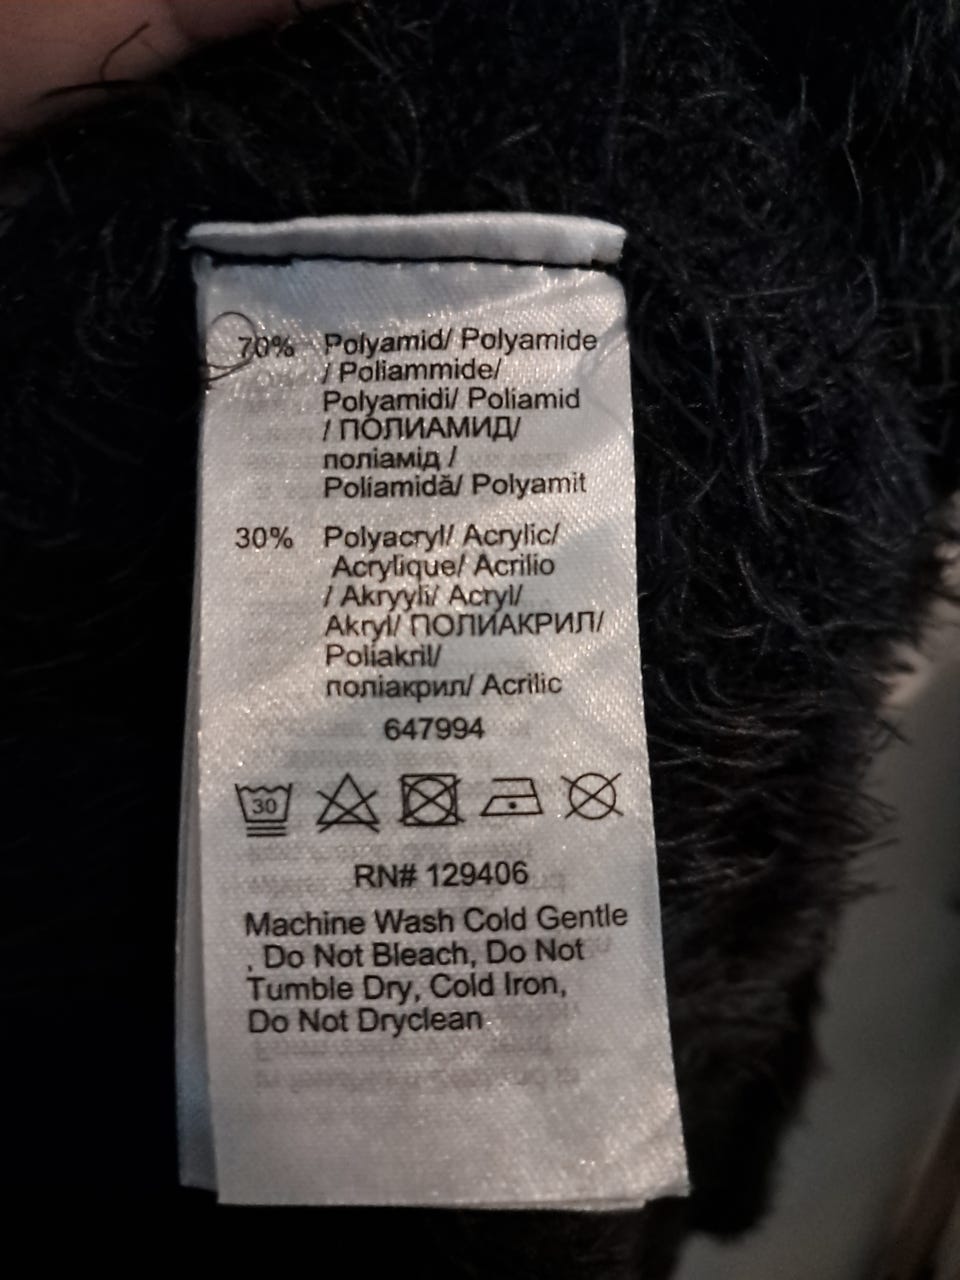 70% Polyamid/ Polyamide
/ Poliammide/
Polyamidi/ Poliamid
/ ПОЛИАМИД/
поліамід /
Poliamidă/ Polyamit
30% Polyacryl/ Acrylic/
Acrylique/ Acrilio
/ Akryyli/ Acryl/
Akryl/ ПОЛИАКРИЛ/
Poliakril/
поліакрил/ Acrilic
647994
30
RN# 129406
Machine Wash Cold Gentle
, Do Not Bleach, Do Not
Tumble Dry, Cold Iron,
Do Not Dryclean